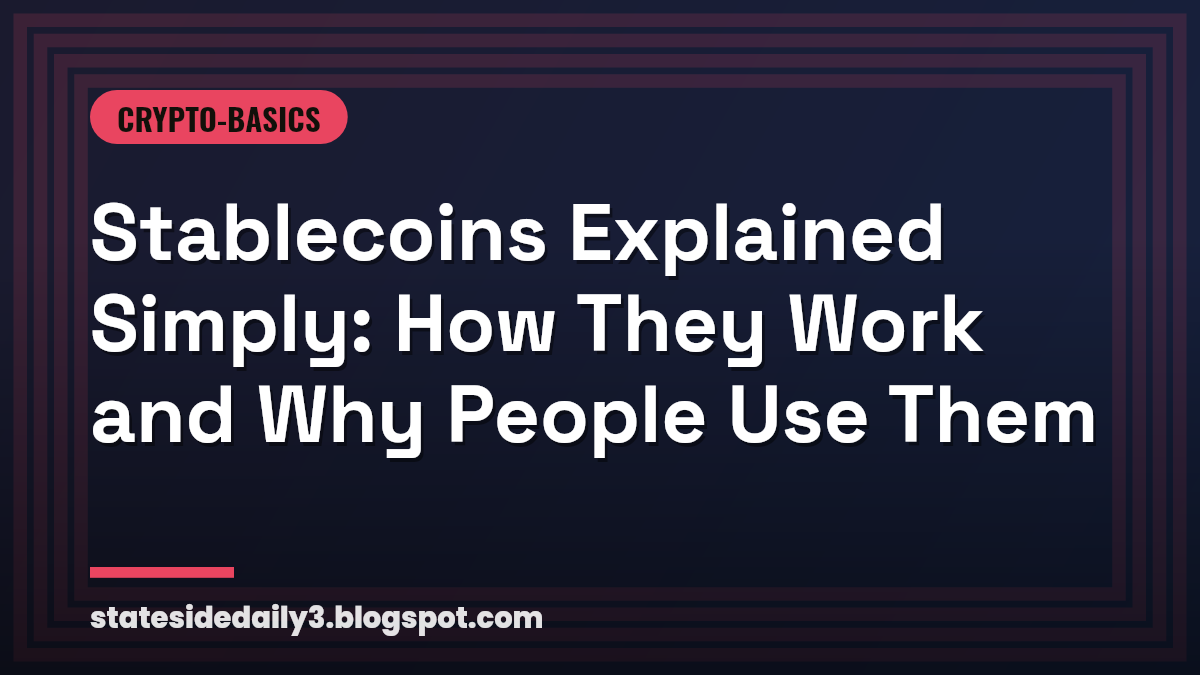 CRYPTO-BASICS
Stablecoins Explained
Simply: How They Work
and Why People Use Them
statesidedaily3.blogspot.com